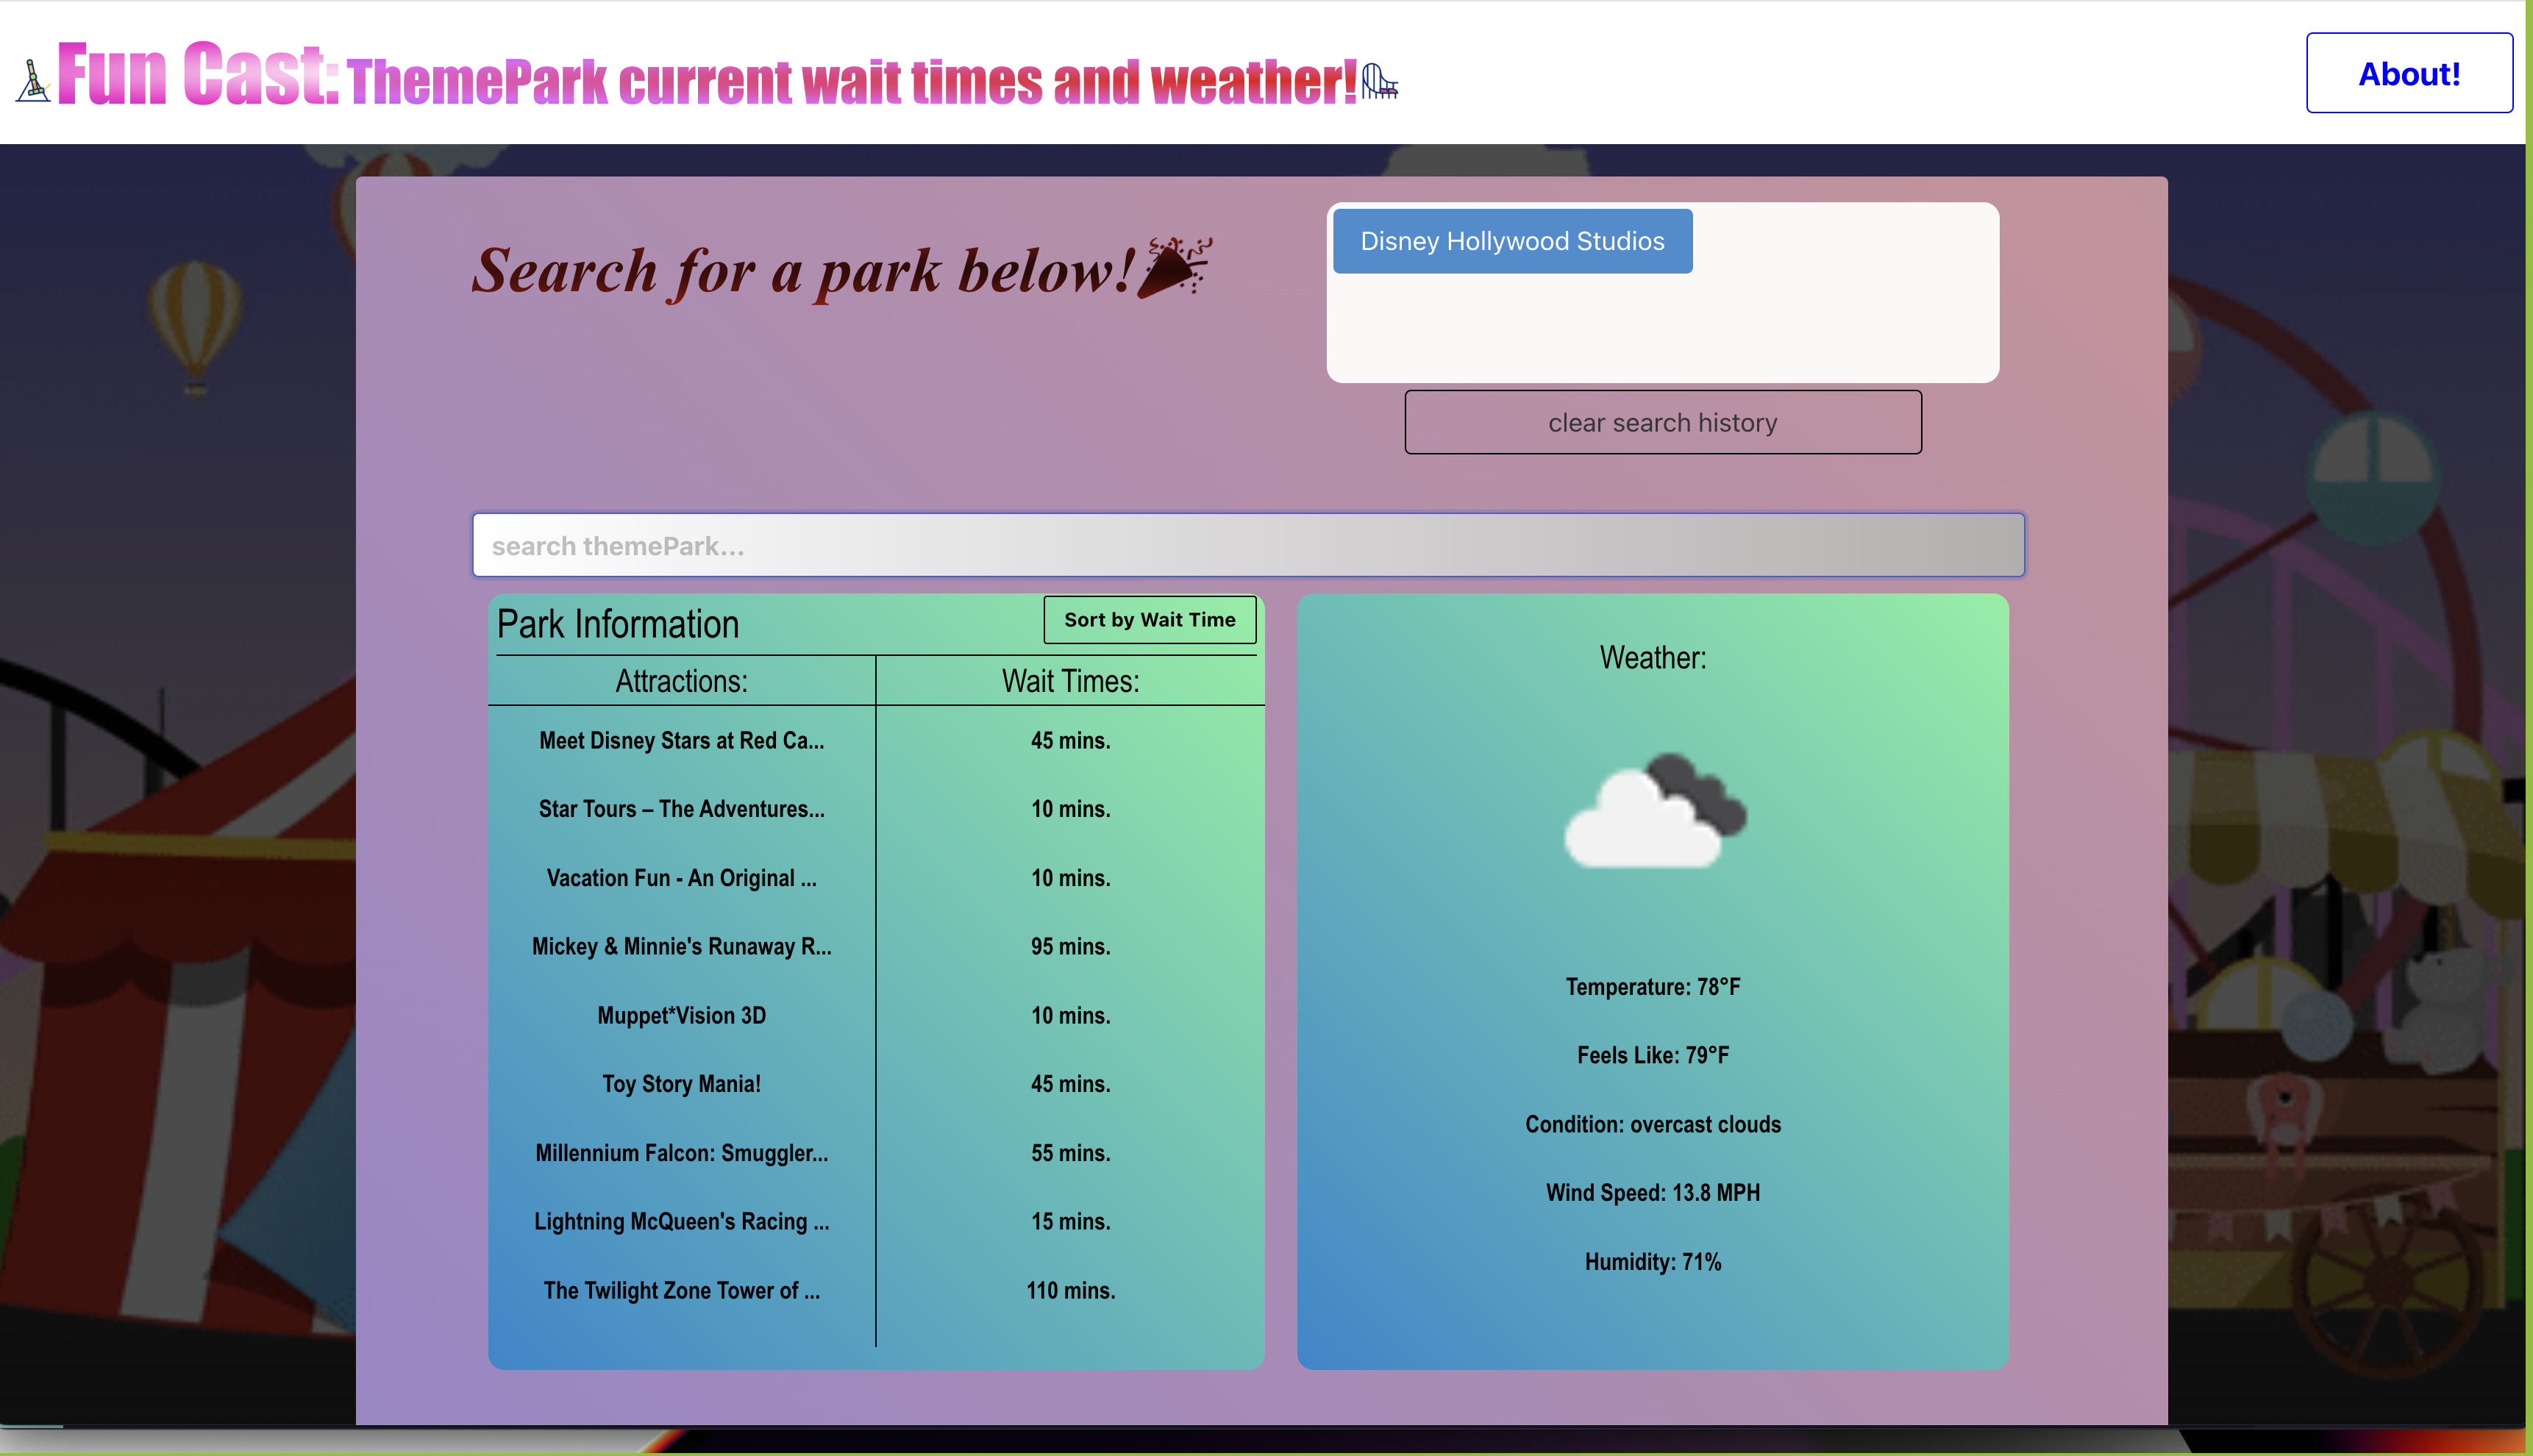 Fun Cast: ThemePark current wait times and weather!
About!
Search for a park below!
Disney Hollywood Studios
clear search history
search themePark...
Park Information
Sort by Wait Time
Attractions: Wait Times:
Meet Disney Stars at Red Ca... 45 mins.
Star Tours – The Adventures... 10 mins.
Vacation Fun - An Original ... 10 mins.
Mickey & Minnie's Runaway R... 95 mins.
Muppet*Vision 3D 10 mins.
Toy Story Mania! 45 mins.
Millennium Falcon: Smuggler... 55 mins.
Lightning McQueen's Racing ... 15 mins.
The Twilight Zone Tower of ... 110 mins.
Weather:
Temperature: 78°F
Feels Like: 79°F
Condition: overcast clouds
Wind Speed: 13.8 MPH
Humidity: 71%